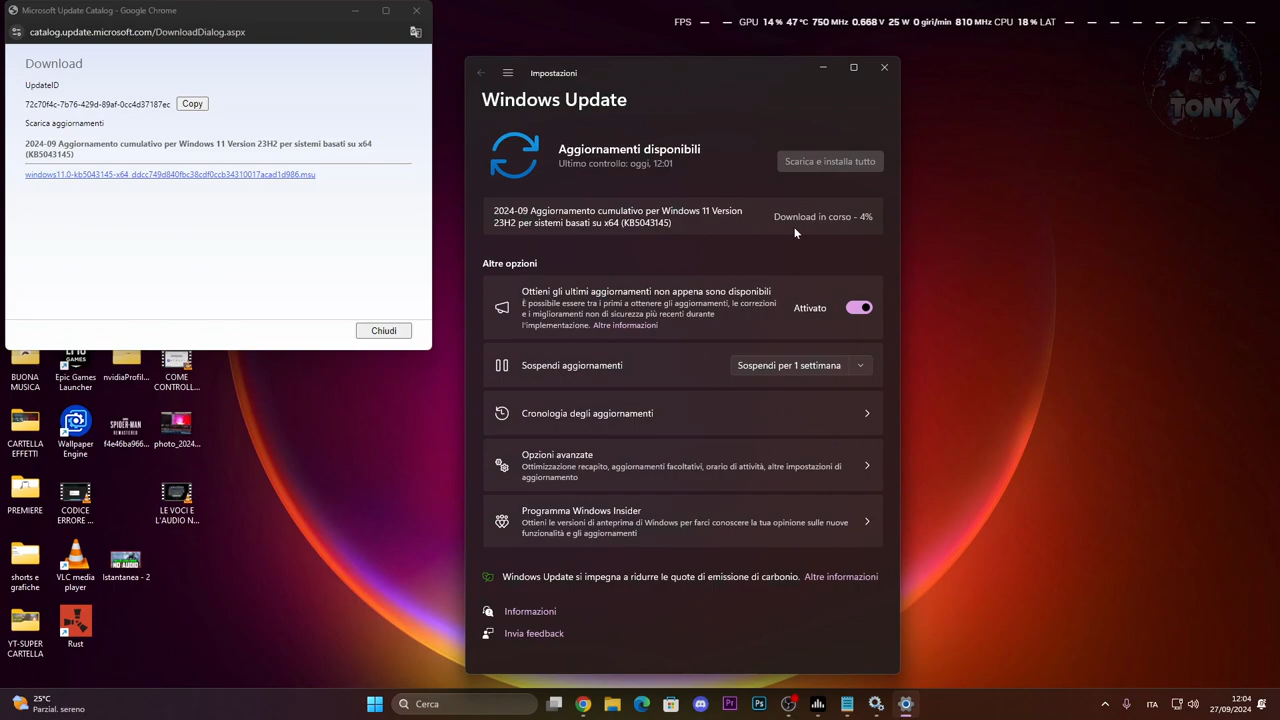 Microsoft Update Catalog - Google Chrome
catalog.update.microsoft.com/DownloadDialog.aspx
Download
UpdateID
72c70f4c-7b76-429d-89af-0cc4d37187ec
Copy
Scarica aggiornamenti
2024-09 Aggiornamento cumulativo per Windows 11 Version 23H2 per sistemi basati su x64
(KB5043145)
windows11.0-kb5043145-x64_ddcc749d840fbc38cdf0ccb34310017acad1d986.msu
Chiudi
FPS — — GPU 14 % 47 °C 750 MHz 0.668 V 25 W 0 giri/min 810 MHz CPU 18 % LAT — — — — — — —
TONY
Impostazioni
Windows Update
Aggiornamenti disponibili
Ultimo controllo: oggi, 12:01
Scarica e installa tutto
2024-09 Aggiornamento cumulativo per Windows 11 Version
23H2 per sistemi basati su x64 (KB5043145)
Download in corso - 4%
Altre opzioni
Ottieni gli ultimi aggiornamenti non appena sono disponibili
È possibile essere tra i primi a ottenere gli aggiornamenti, le correzioni
e i miglioramenti non di sicurezza più recenti durante
l'implementazione. Altre informazioni
Attivato
Sospendi aggiornamenti
Sospendi per 1 settimana
Cronologia degli aggiornamenti
Opzioni avanzate
Ottimizzazione recapito, aggiornamenti facoltativi, orario di attività, altre impostazioni di
aggiornamento
Programma Windows Insider
Ottieni le versioni di anteprima di Windows per farci conoscere la tua opinione sulle nuove
funzionalità e gli aggiornamenti
Windows Update si impegna a ridurre le quote di emissione di carbonio. Altre informazioni
Informazioni
Invia feedback
BUONA
MUSICA
Epic Games
Launcher
nvidiaProfil...
COME
CONTROLL...
CARTELLA
EFFETTI
Wallpaper
Engine
SPIDER-MAN
REMASTERED
f4e46ba966...
photo_2024...
PREMIERE
CODICE
ERRORE ...
LE VOCI E
L'AUDIO N...
shorts e
grafiche
VLC media
player
Istantanea - 2
YT-SUPER
CARTELLA
Rust
25°C
Parzial. sereno
Cerca
ITA
12:04
27/09/2024